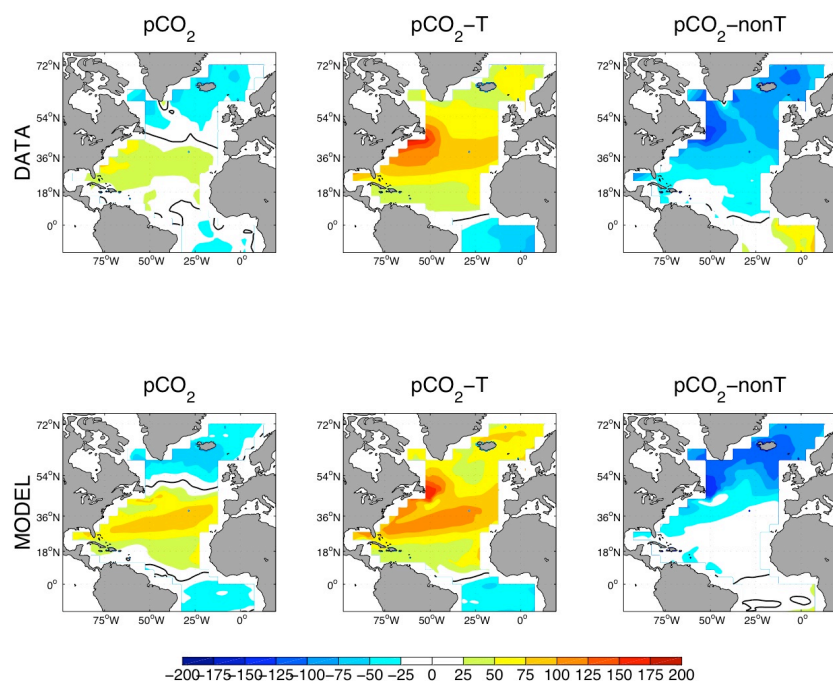 pCO2 pCO2-T pCO2-nonT
DATA
72°N 72°N 72°N
54°N 54°N 54°N
36°N 36°N 36°N
18°N 18°N 18°N
0° 0° 0°
75°W 50°W 25°W 0° 75°W 50°W 25°W 0° 75°W 50°W 25°W 0°
pCO2 pCO2-T pCO2-nonT
MODEL
72°N 72°N 72°N
54°N 54°N 54°N
36°N 36°N 36°N
18°N 18°N 18°N
0° 0° 0°
75°W 50°W 25°W 0° 75°W 50°W 25°W 0° 75°W 50°W 25°W 0°
-200 -175 -150 -125 -100 -75 -50 -25 0 25 50 75 100 125 150 175 200